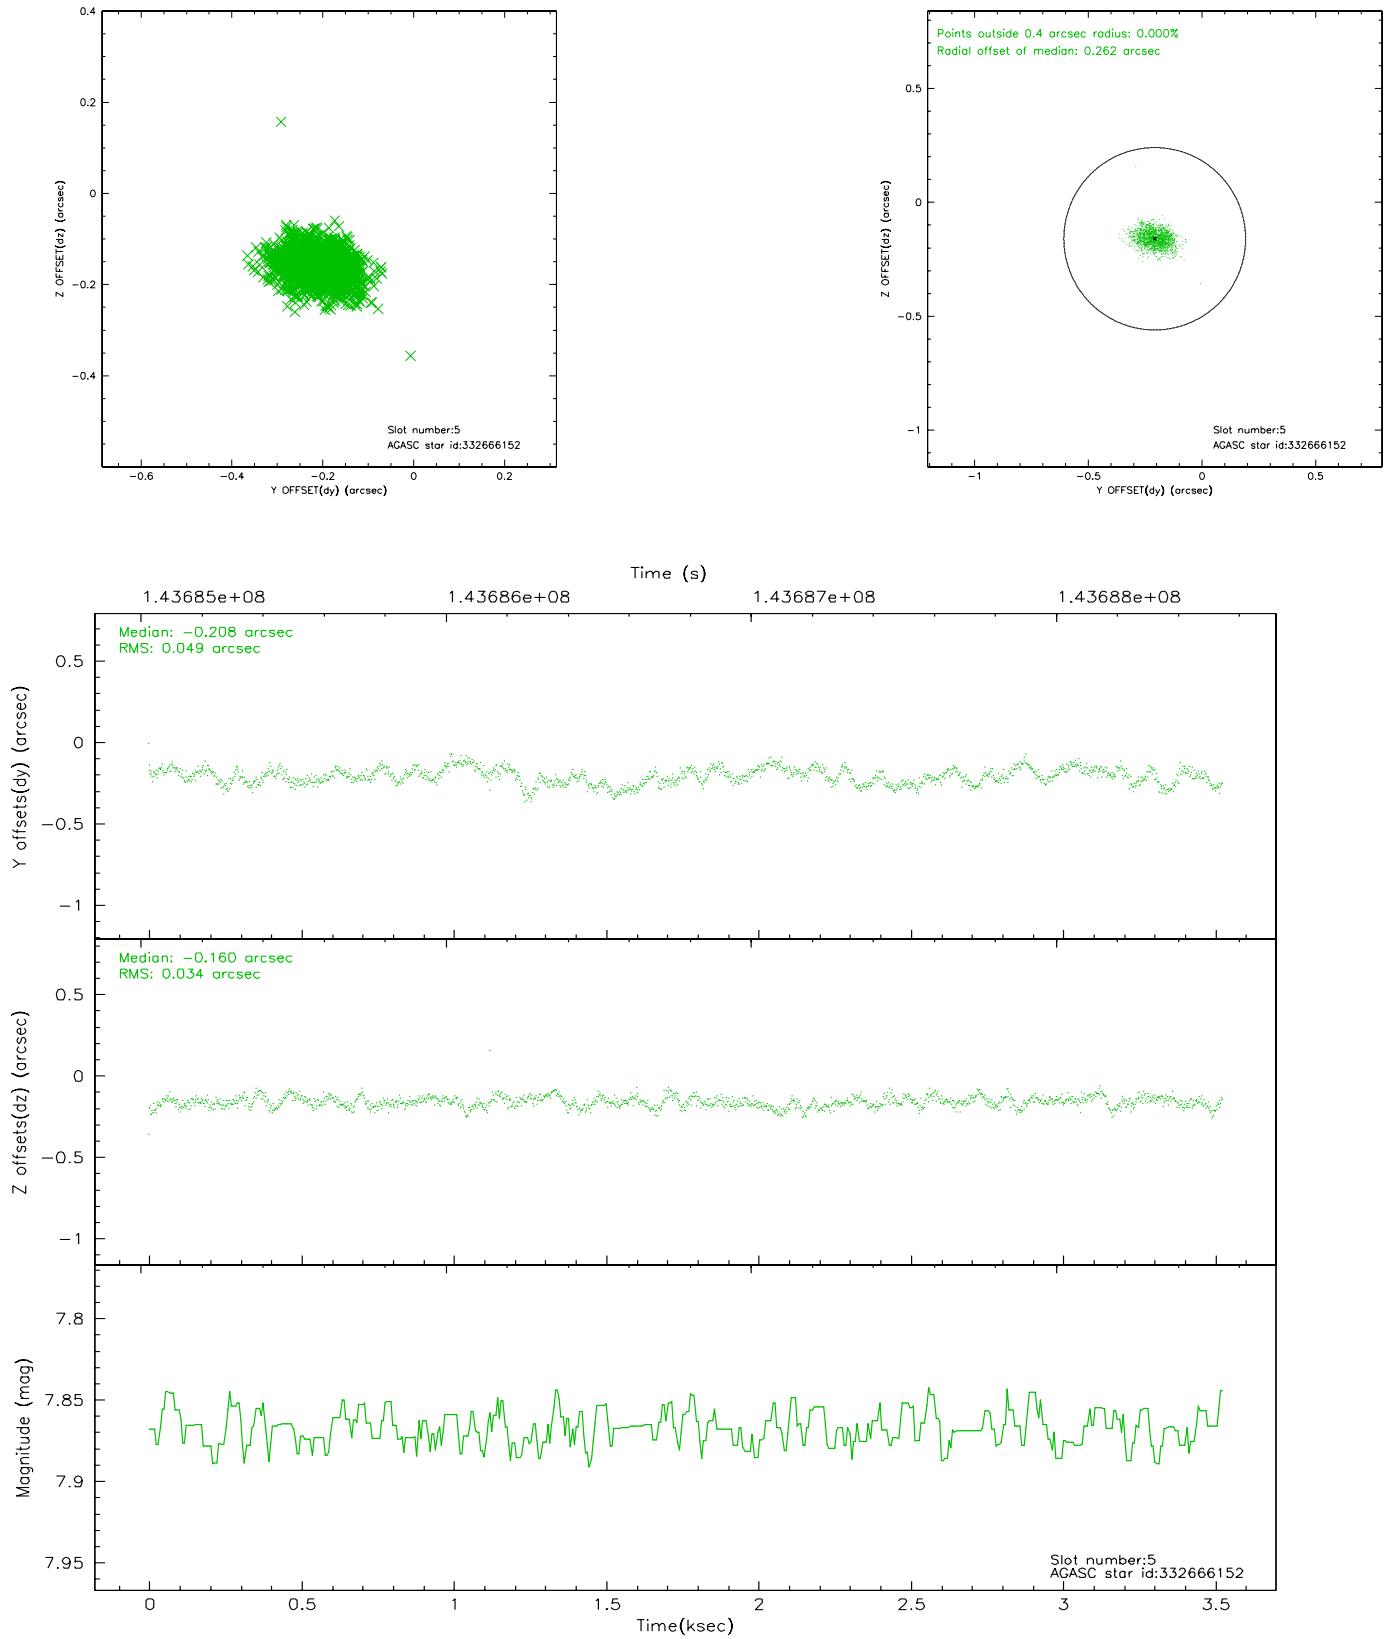 0.4
0.2
0
−0.2
−0.4
Z OFFSET(dz) (arcsec)
Slot number:5
AGASC star id:332666152
−0.6 −0.4 −0.2 0 0.2
Y OFFSET(dy) (arcsec)
Points outside 0.4 arcsec radius: 0.000%
Radial offset of median: 0.262 arcsec
0.5
0
−0.5
−1
Z OFFSET(dz) (arcsec)
Slot number:5
AGASC star id:332666152
−1 −0.5 0 0.5
Y OFFSET(dy) (arcsec)
Time (s)
1.43685e+08 1.43686e+08 1.43687e+08 1.43688e+08
Median: −0.208 arcsec
RMS: 0.049 arcsec
0.5
0
−0.5
−1
Y offsets(dy) (arcsec)
Median: −0.160 arcsec
RMS: 0.034 arcsec
0.5
0
−0.5
−1
Z offsets(dz) (arcsec)
7.8
7.85
7.9
7.95
Magnitude (mag)
Slot number:5
AGASC star id:332666152
0 0.5 1 1.5 2 2.5 3 3.5
Time(ksec)